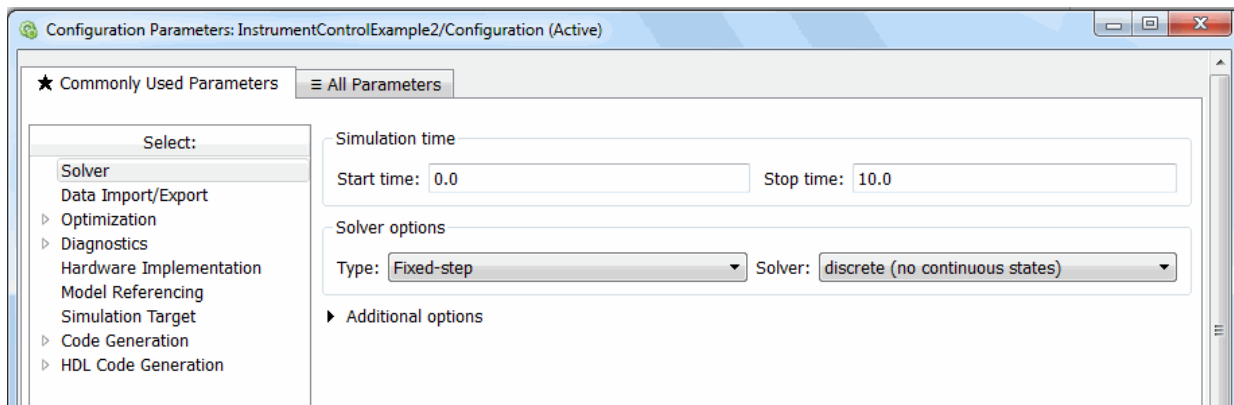 Configuration Parameters: InstrumentControlExample2/Configuration (Active)
★ Commonly Used Parameters
≡ All Parameters
Select:
Solver
Data Import/Export
Optimization
Diagnostics
Hardware Implementation
Model Referencing
Simulation Target
Code Generation
HDL Code Generation
Simulation time
Start time: 0.0 Stop time: 10.0
Solver options
Type: Fixed-step Solver: discrete (no continuous states)
Additional options